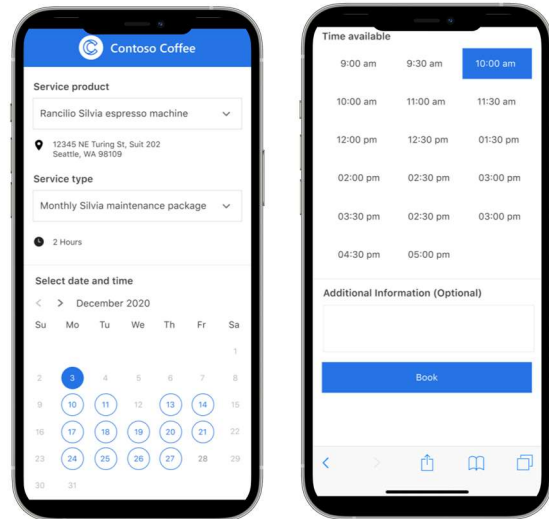 Contoso Coffee
Service product
Rancilio Silvia espresso machine
12345 NE Turing St, Suit 202
Seattle, WA 98109
Service type
Monthly Silvia maintenance package
2 Hours
Select date and time
< > December 2020
Su Mo Tu We Th Fr Sa
1
2 3 4 5 6 7 8
9 10 11 12 13 14 15
16 17 18 19 20 21 22
23 24 25 26 27 28 29
30 31
Time available
9:00 am 9:30 am 10:00 am
10:00 am 11:00 am 11:30 am
12:00 pm 12:30 pm 01:30 pm
02:00 pm 02:30 pm 03:00 pm
03:30 pm 02:30 pm 03:00 pm
04:30 pm 05:00 pm
Additional Information (Optional)
Book